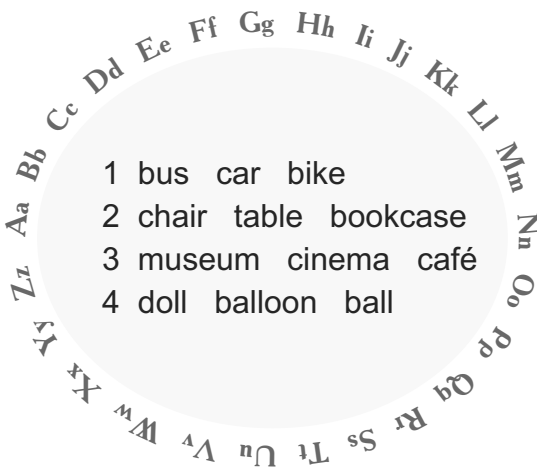 Aa Bb Cc Dd Ee Ff Gg Hh Ii Jj Kk Ll Mm Nn Oo Pp Qq Rr Ss Tt Uu Vv Ww Xx Yy Zz
1 bus car bike
2 chair table bookcase
3 museum cinema café
4 doll balloon ball